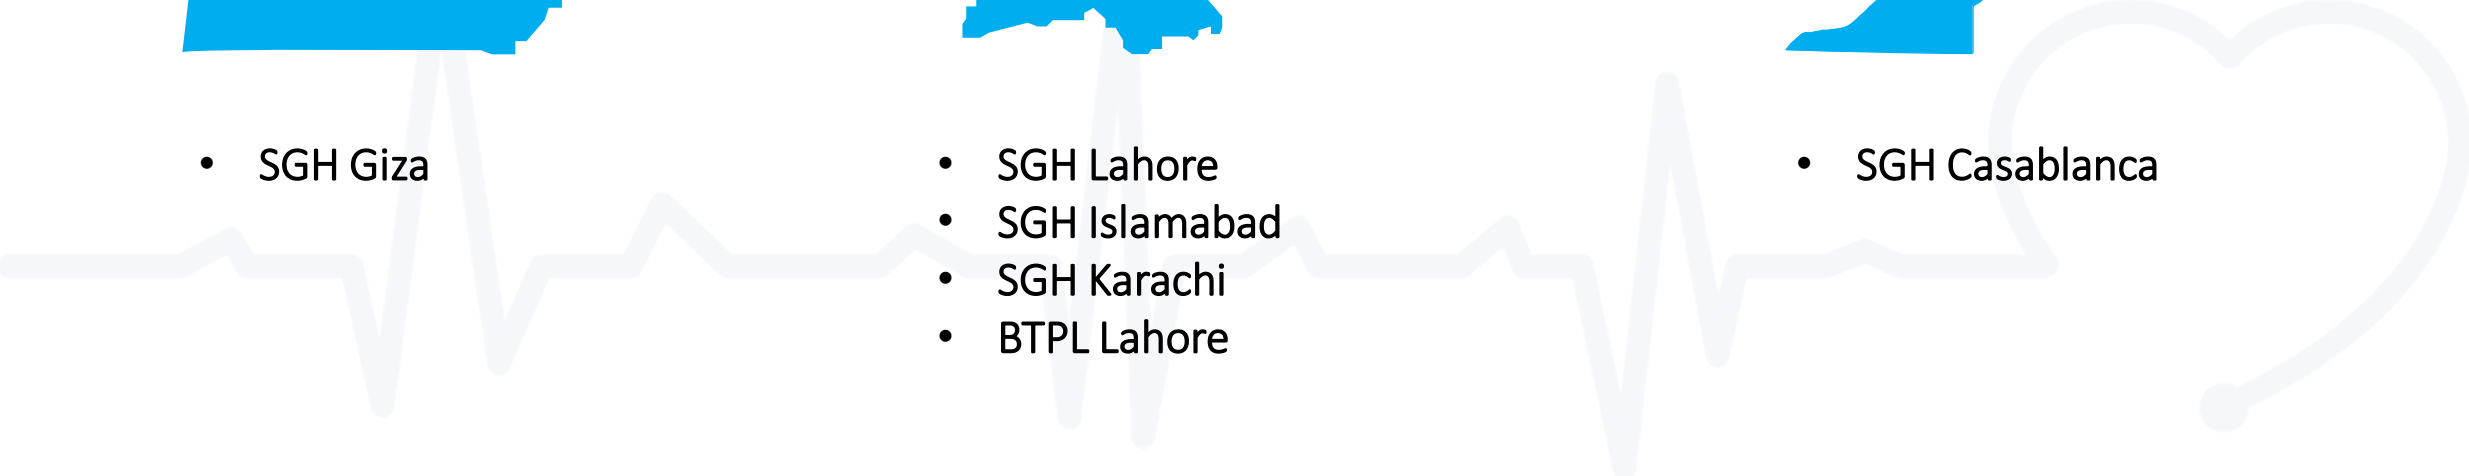 • SGH Giza
• SGH Lahore
• SGH Islamabad
• SGH Karachi
• BTPL Lahore
• SGH Casablanca